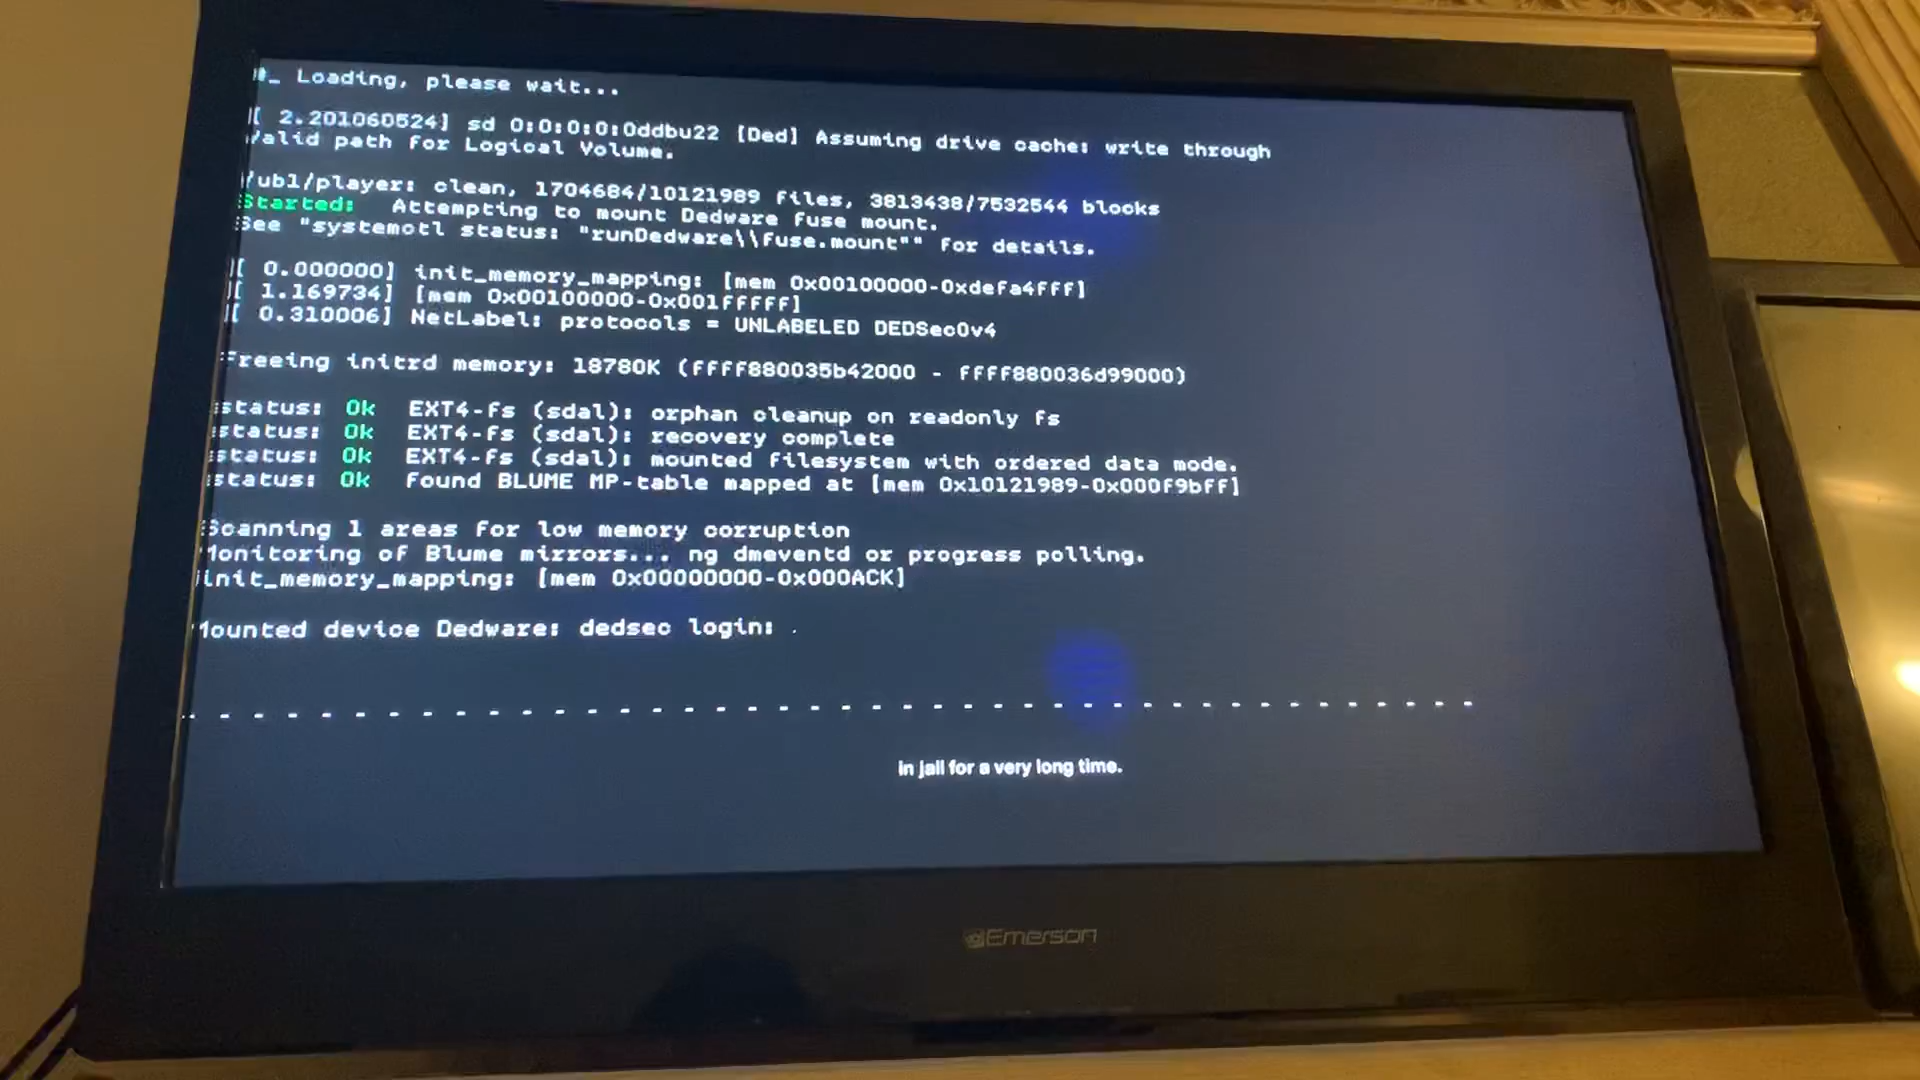 #_ Loading, please wait...
[ 2.201060524] sd 0:0:0:0:0ddbu22 [Ded] Assuming drive cache: write through
Valid path for Logical Volume.
/ubl/player: clean, 1704684/10121989 files, 3813438/7532544 blocks
Started: Attempting to mount Dedware fuse mount.
See "systemctl status: "runDedware\\fuse.mount"" for details.
[ 0.000000] init_memory_mapping: [mem 0x00100000-0xdefa4fff]
[ 1.169734] [mem 0x00100000-0x001fffff]
[ 0.310006] NetLabel: protocols = UNLABELED DEDSec0v4
Freeing initrd memory: 18780K (ffff880035b42000 - ffff880036d99000)
status: Ok EXT4-fs (sdal): orphan cleanup on readonly fs
status: Ok EXT4-fs (sdal): recovery complete
status: Ok EXT4-fs (sdal): mounted filesystem with ordered data mode.
status: Ok Found BLUME MP-table mapped at [mem 0x10121989-0x000f9bff]
Scanning 1 areas for low memory corruption
Monitoring of Blume mirrors... ng dmeventd or progress polling.
init_memory_mapping: [mem 0x00000000-0x000ACK]
Mounted device Dedware: dedsec login:
In jail for a very long time.
Emerson